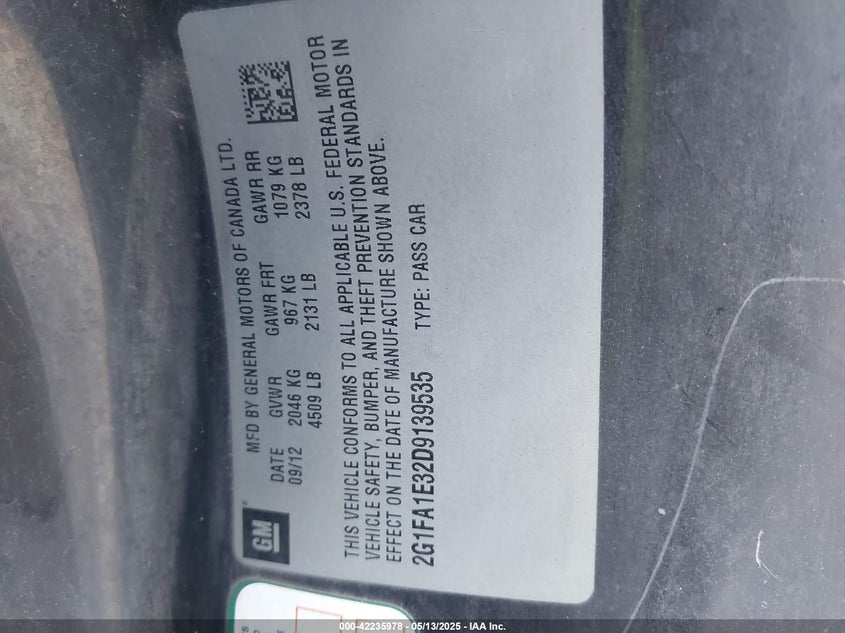 GM
MFD BY GENERAL MOTORS OF CANADA LTD.
DATE GVWR GAWR FRT GAWR RR
09/12 2046 KG 967 KG 1079 KG
4509 LB 2131 LB 2378 LB
THIS VEHICLE CONFORMS TO ALL APPLICABLE U.S. FEDERAL MOTOR
VEHICLE SAFETY, BUMPER, AND THEFT PREVENTION STANDARDS IN
EFFECT ON THE DATE OF MANUFACTURE SHOWN ABOVE.
2G1FA1E32D9139535 TYPE: PASS CAR
000-42235978 - 05/13/2025 - IAA Inc.